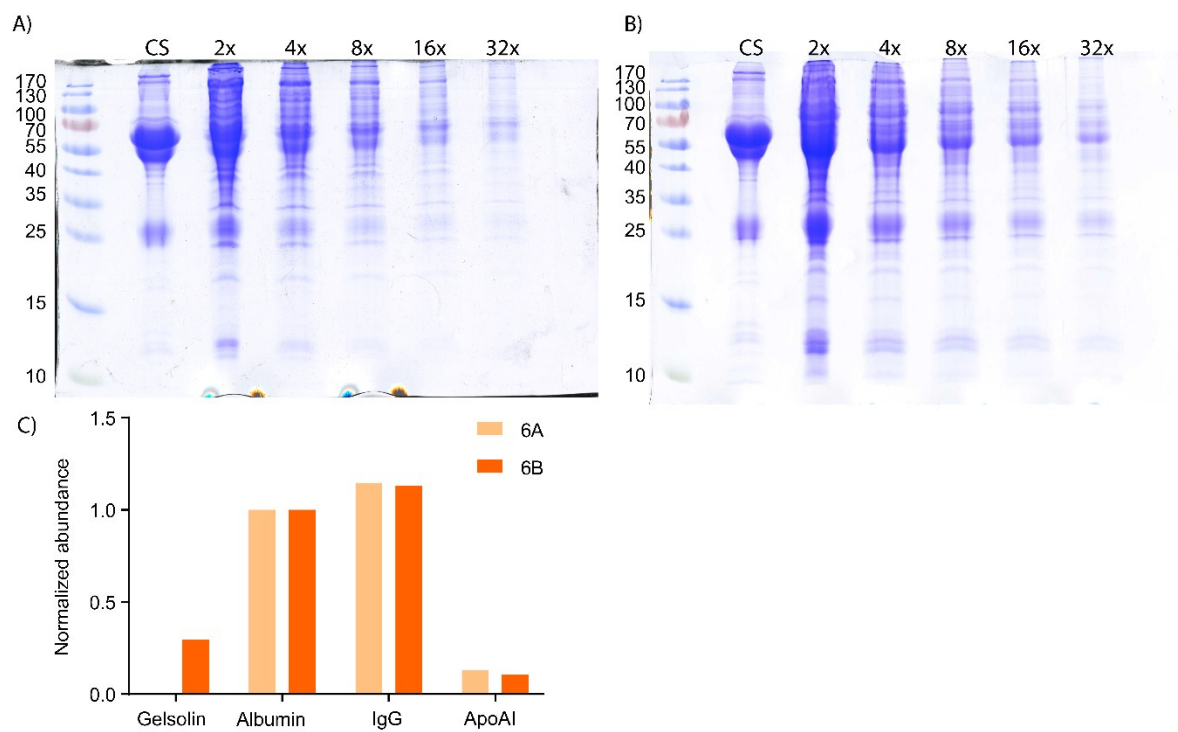 A)
CS 2x 4x 8x 16x 32x
170
130
100
70
55
40
35
25
15
10
B)
CS 2x 4x 8x 16x 32x
170
130
100
70
55
40
35
25
15
10
C)
Normalized abundance
1.5
1.0
0.5
0.0
6A
6B
Gelsolin Albumin IgG ApoAI